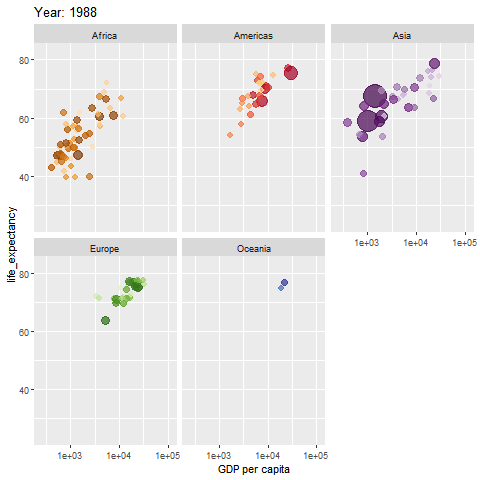 Year: 1988
Africa Americas Asia
80
60
40
1e+03 1e+04 1e+05
life_expectancy
Europe Oceania
80
60
40
1e+03 1e+04 1e+05 1e+03 1e+04 1e+05
GDP per capita